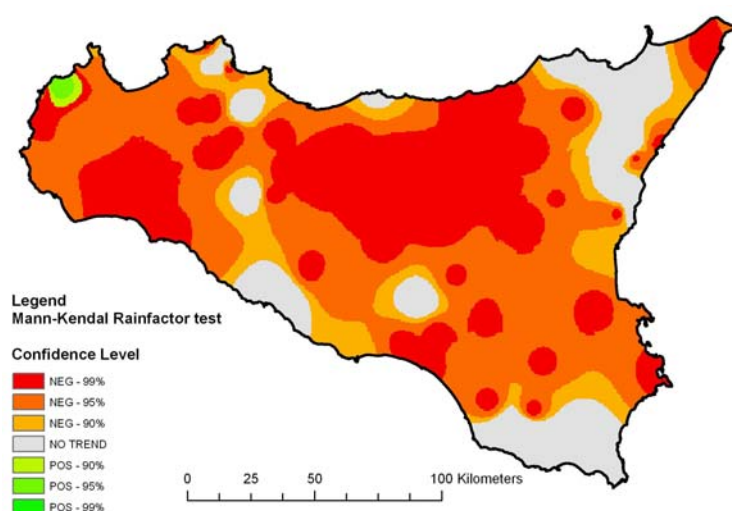 Legend
Mann-Kendal Rainfactor test
Confidence Level
NEG - 99%
NEG - 95%
NEG - 90%
NO TREND
POS - 90%
POS - 95%
POS - 99%
0 25 50 100 Kilometers